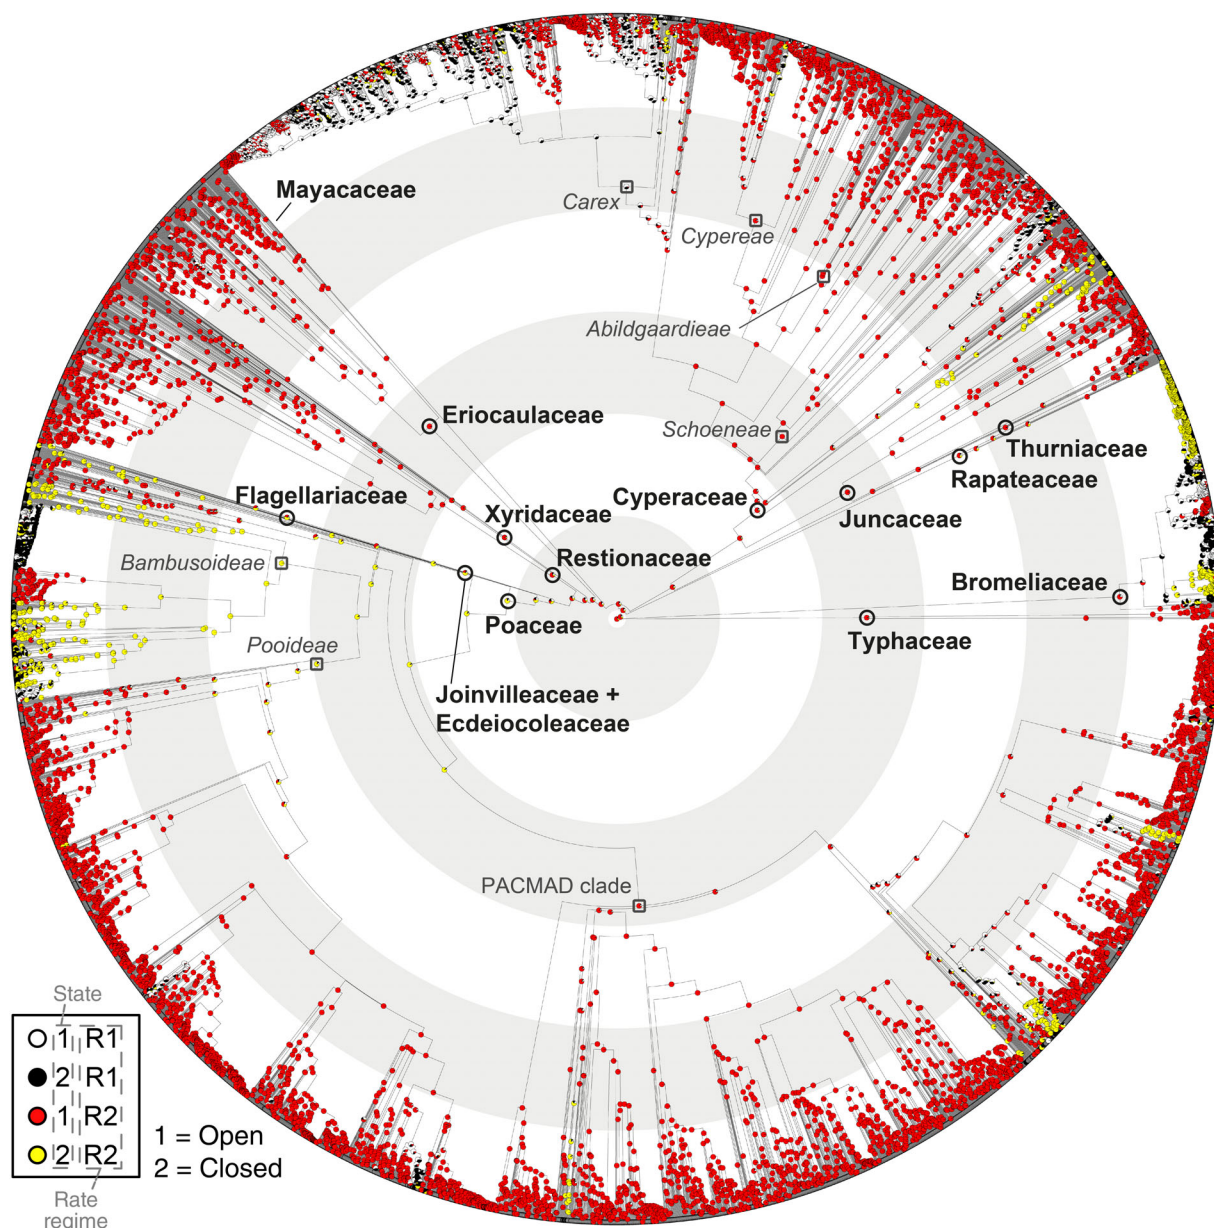 Mayacaceae
Carex
Cypereae
Abildgaardieae
Eriocaulaceae
Schoeneae
Thurniaceae
Rapateaceae
Flagellariaceae
Xyridaceae
Cyperaceae
Juncaceae
Bambusoideae
Restionaceae
Bromeliaceae
Poaceae
Typhaceae
Pooideae
Joinvilleaceae +
Ecdeiocoleaceae
PACMAD clade
State
1 R1
2 R1
1 R2
2 R2
1 = Open
2 = Closed
Rate
regime